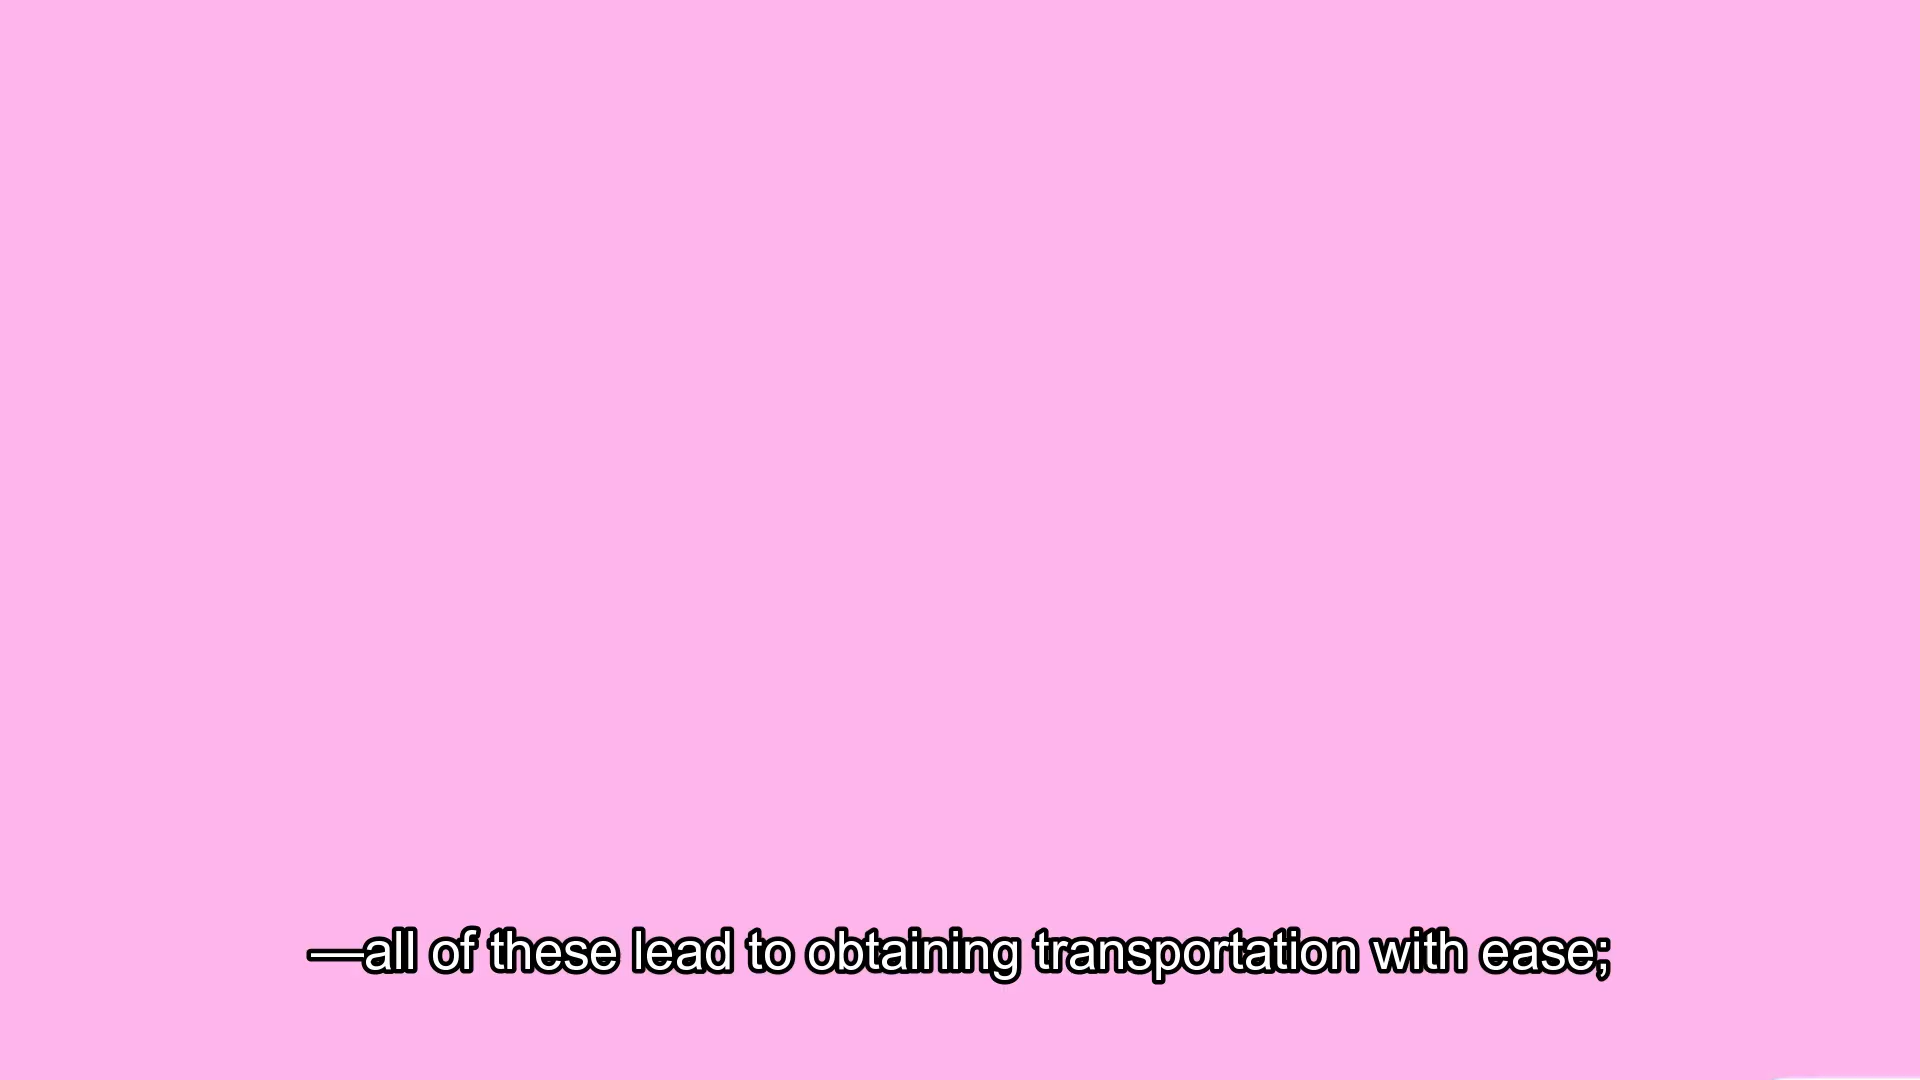 —all of these lead to obtaining transportation with ease;